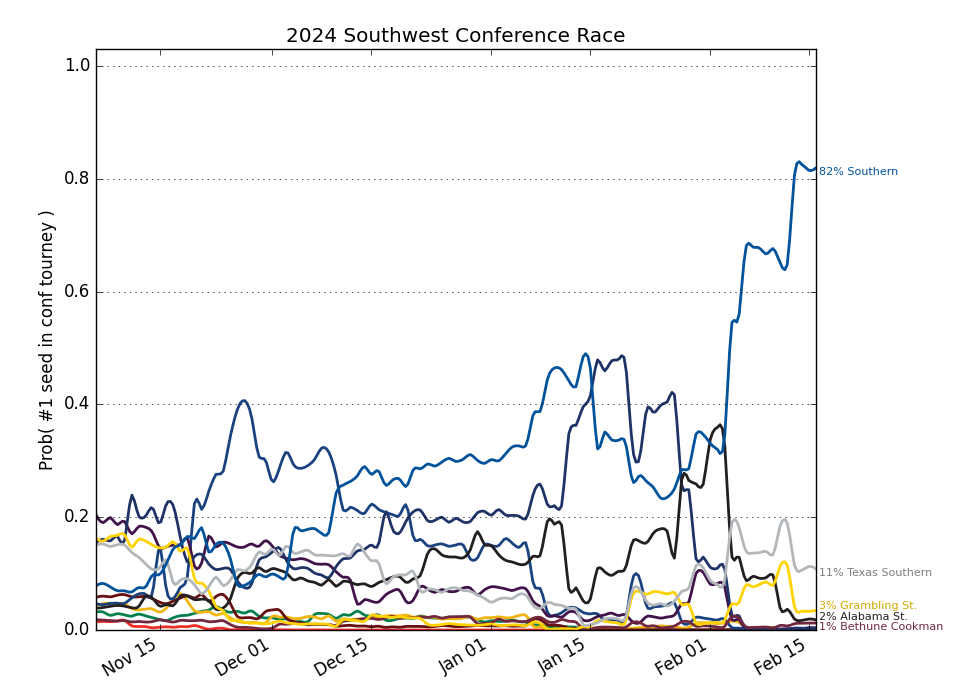 2024 Southwest Conference Race
Prob( #1 seed in conf tourney )
1.0
0.8
0.6
0.4
0.2
0.0
82% Southern
11% Texas Southern
3% Grambling St.
2% Alabama St.
1% Bethune Cookman
Nov 15
Dec 01
Dec 15
Jan 01
Jan 15
Feb 01
Feb 15